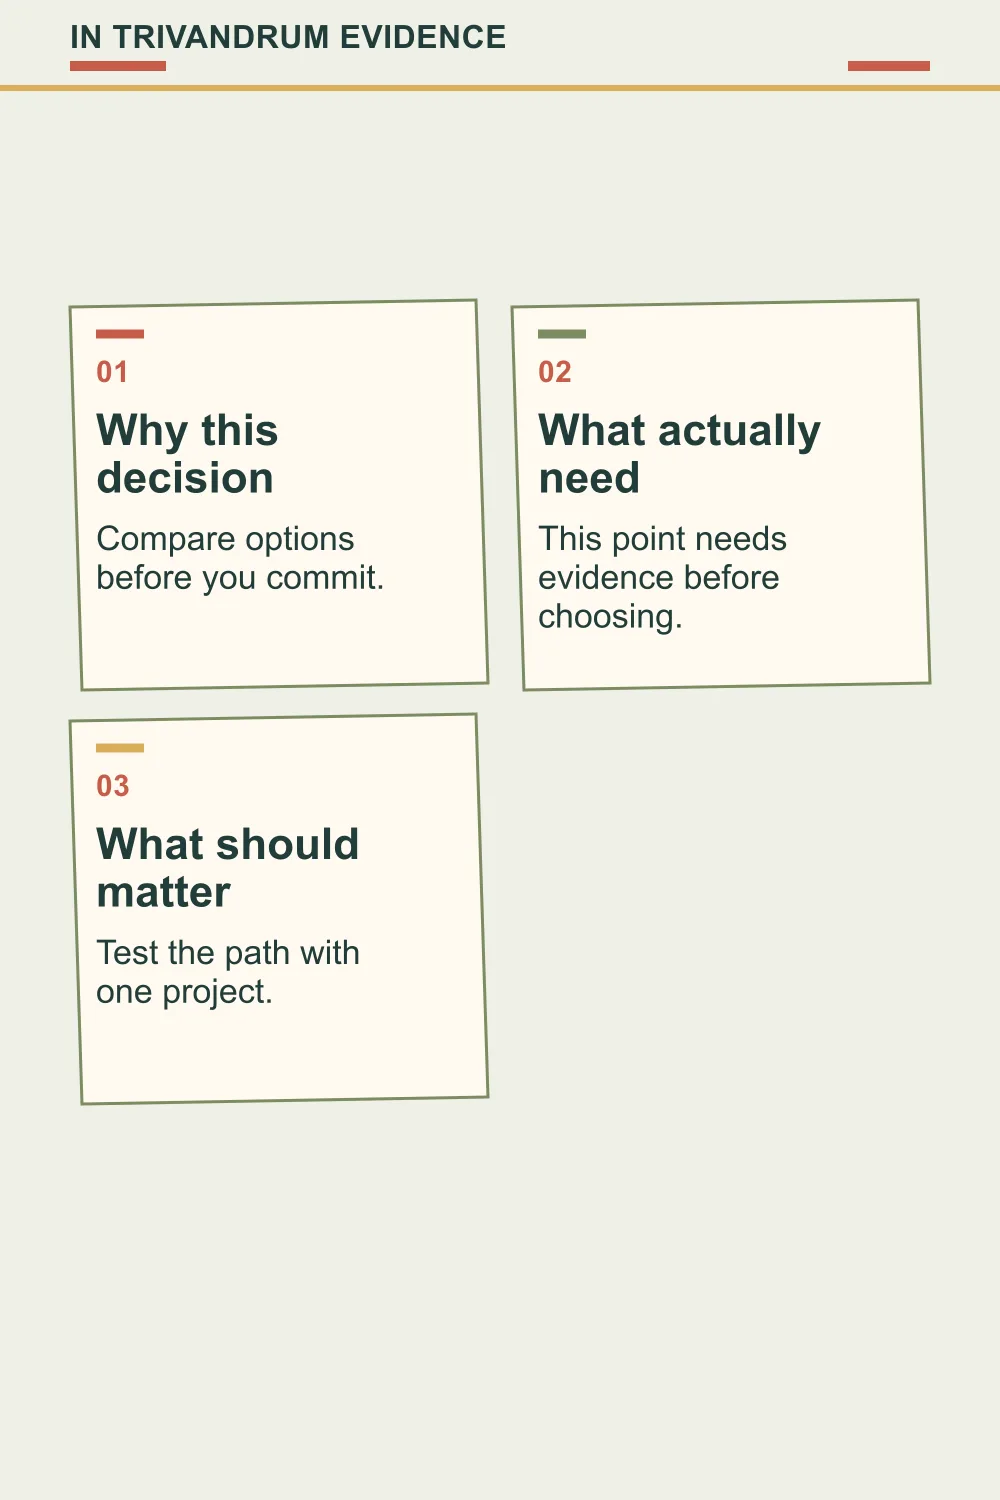 IN TRIVANDRUM EVIDENCE
01
Why this
decision
Compare options
before you commit.
02
What actually
need
This point needs
evidence before
choosing.
03
What should
matter
Test the path with
one project.